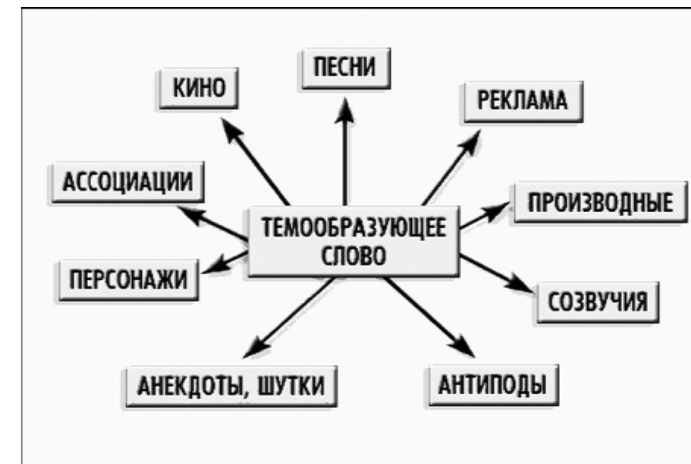 ПЕСНИ
КИНО
РЕКЛАМА
АССОЦИАЦИИ
ПРОИЗВОДНЫЕ
ТЕМООБРАЗУЮЩЕЕ
СЛОВО
ПЕРСОНАЖИ
СОЗВУЧИЯ
АНЕКДОТЫ, ШУТКИ
АНТИПОДЫ